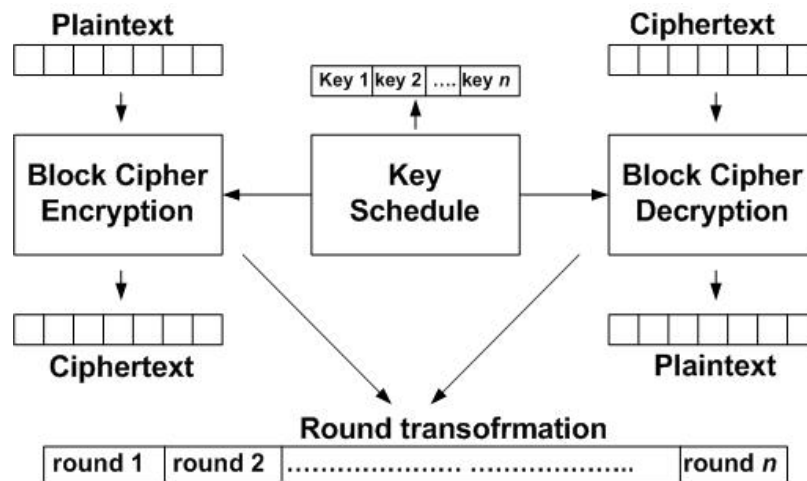 Plaintext
Ciphertext
Key 1 key 2 .... key n
Block Cipher
Encryption
Key
Schedule
Block Cipher
Decryption
Ciphertext
Plaintext
Round transofrmation
round 1 round 2 ..................... ..................... round n